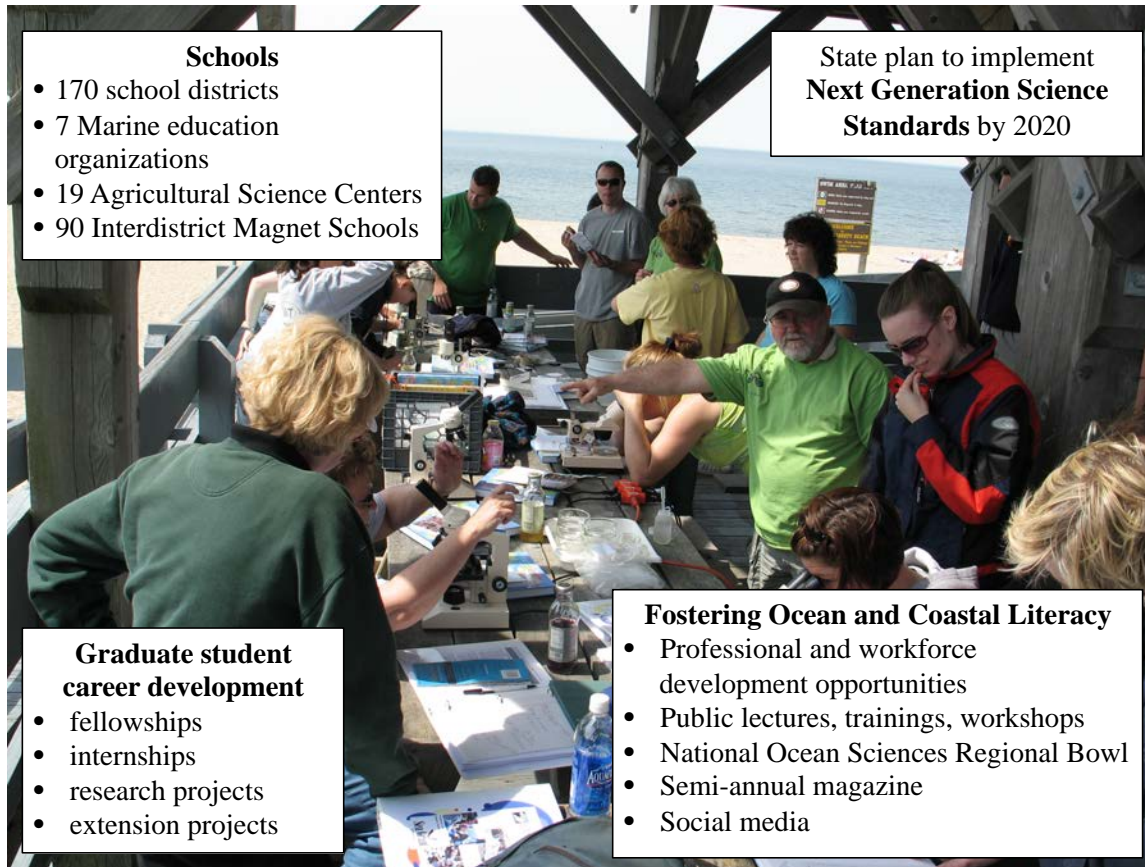 Schools
• 170 school districts
• 7 Marine education
organizations
• 19 Agricultural Science Centers
• 90 Interdistrict Magnet Schools
State plan to implement
Next Generation Science
Standards by 2020
Graduate student
career development
• fellowships
• internships
• research projects
• extension projects
Fostering Ocean and Coastal Literacy
• Professional and workforce
development opportunities
• Public lectures, trainings, workshops
• National Ocean Sciences Regional Bowl
• Semi-annual magazine
• Social media